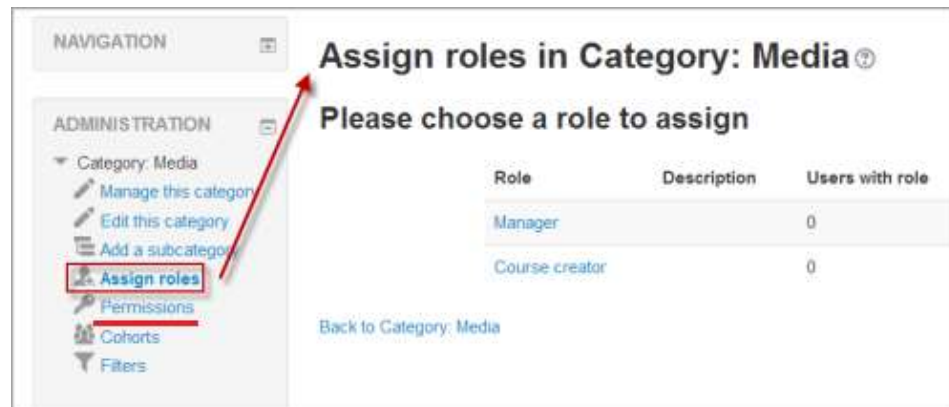 NAVIGATION
ADMINISTRATION
Category: Media
Manage this category
Edit this category
Add a subcategory
Assign roles
Permissions
Cohorts
Filters
Assign roles in Category: Media
Please choose a role to assign
Role Description Users with role
Manager 0
Course creator 0
Back to Category: Media